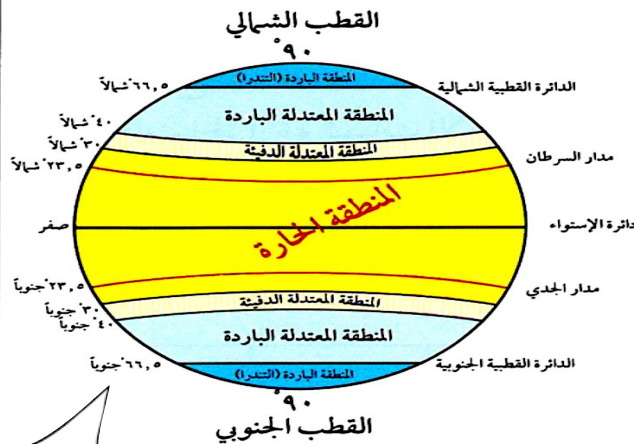 القطب الشمالي
٩٠°
المنطقة الباردة (التندرا)
٦٦,٥° شمالاً
الدائرة القطبية الشمالية
المنطقة المعتدلة الباردة
٤٠° شمالاً
المنطقة المعتدلة الدفيئة
٣٠° شمالاً
مدار السرطان
٢٣,٥° شمالاً
المنطقة الحارة
دائرة الإستواء
صفر
مدار الجدي
٢٣,٥° جنوباً
المنطقة المعتدلة الدفيئة
٣٠° جنوباً
٤٠° جنوباً
المنطقة المعتدلة الباردة
الدائرة القطبية الجنوبية
٦٦,٥° جنوباً
المنطقة الباردة (التندرا)
٩٠°
القطب الجنوبي